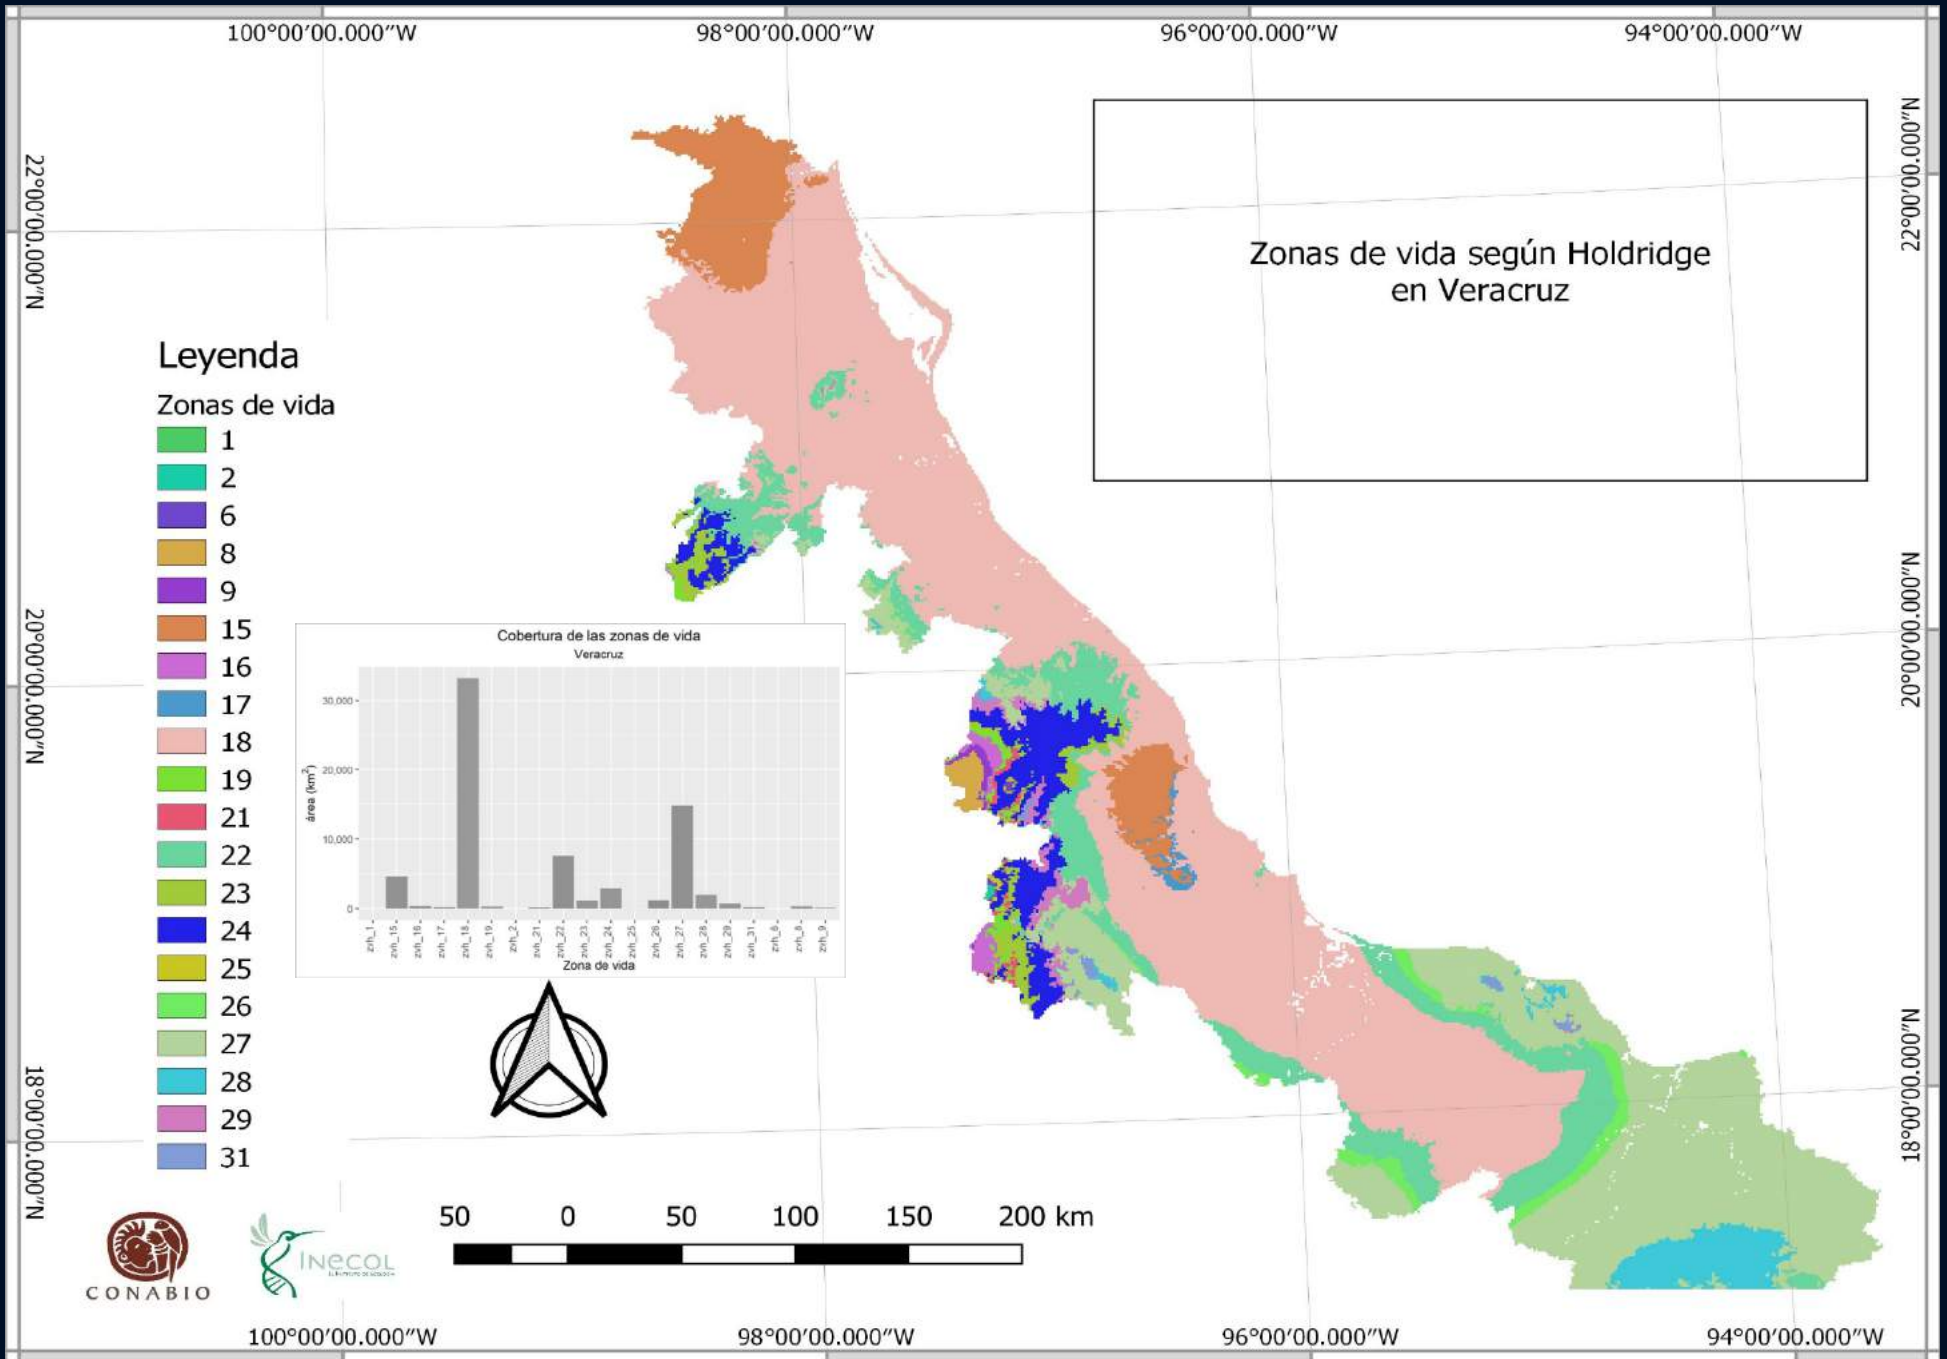 100°00′00.000″W
98°00′00.000″W
96°00′00.000″W
94°00′00.000″W
22°00′00.000″N
20°00′00.000″N
18°00′00.000″N
22°00′00.000″N
20°00′00.000″N
18°00′00.000″N
Zonas de vida según Holdridge
en Veracruz
Leyenda
Zonas de vida
1
2
6
8
9
15
16
17
18
19
21
22
23
24
25
26
27
28
29
31
Cobertura de las zonas de vida
Veracruz
área (km²)
30,000
20,000
10,000
0
zvh_1
zvh_15
zvh_16
zvh_17
zvh_18
zvh_19
zvh_2
zvh_21
zvh_22
zvh_23
zvh_24
zvh_25
zvh_26
zvh_27
zvh_28
zvh_29
zvh_31
zvh_6
zvh_8
zvh_9
Zona de vida
50 0 50 100 150 200 km
CONABIO
INECOL
100°00′00.000″W
98°00′00.000″W
96°00′00.000″W
94°00′00.000″W